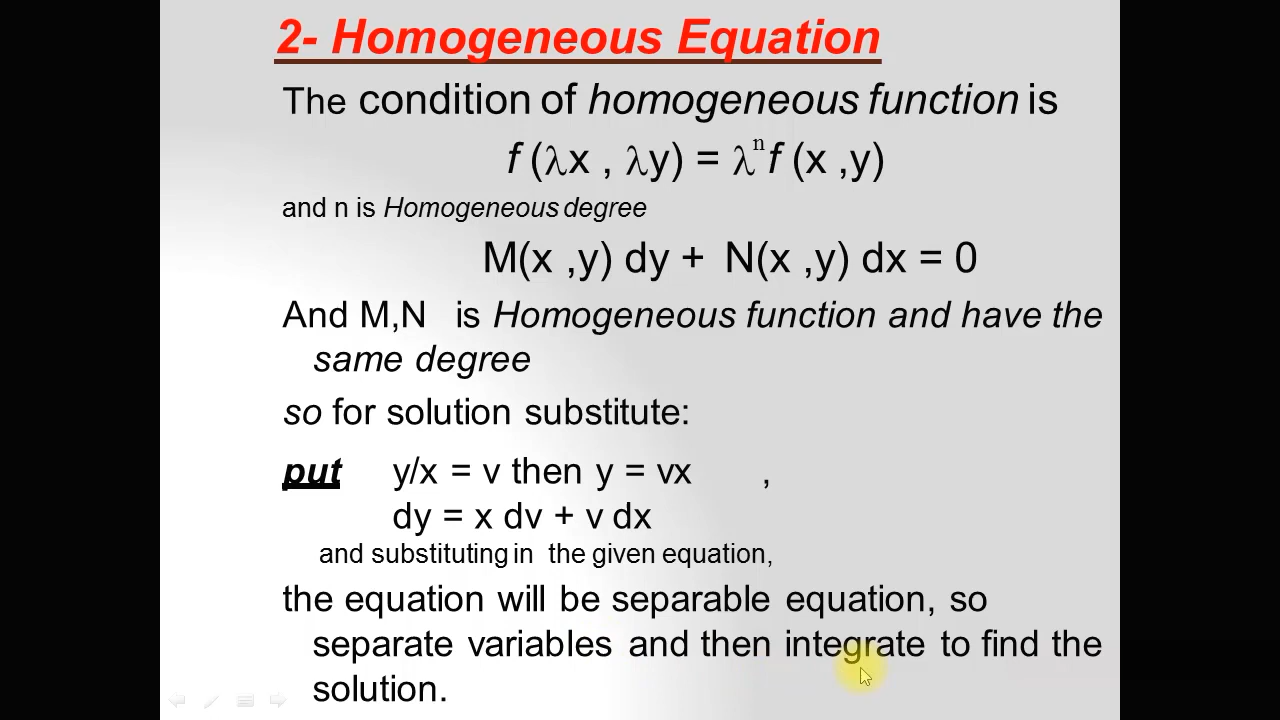 2- Homogeneous Equation
The condition of homogeneous function is
f (λx , λy) = λⁿ f (x ,y)
and n is Homogeneous degree
M(x ,y) dy + N(x ,y) dx = 0
And M,N is Homogeneous function and have the
same degree
so for solution substitute:
put y/x = v then y = vx ,
dy = x dv + v dx
and substituting in the given equation,
the equation will be separable equation, so
separate variables and then integrate to find the
solution.